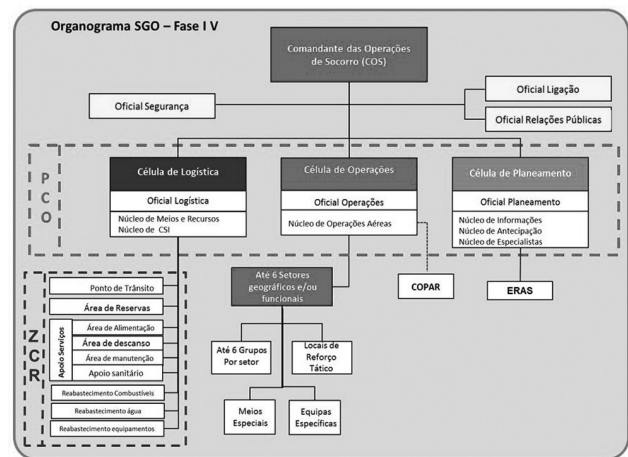 Organograma SGO – Fase I V
Comandante das Operações
de Socorro (COS)
Oficial Segurança
Oficial Ligação
Oficial Relações Públicas
PCO
Célula de Logística
Oficial Logística
Núcleo de Meios e Recursos
Núcleo de CSI
Célula de Operações
Oficial Operações
Núcleo de Operações Aéreas
Célula de Planeamento
Oficial Planeamento
Núcleo de Informações
Núcleo de Antecipação
Núcleo de Especialistas
ZCR
Ponto de Trânsito
Área de Reservas
Apoio Serviços
Área de Alimentação
Área de descanso
Área de manutenção
Apoio sanitário
Reabastecimento Combustíveis
Reabastecimento água
Reabastecimento equipamentos
Até 6 Setores
geográficos e/ou
funcionais
COPAR
ERAS
Até 6 Grupos
Por setor
Locais de
Reforço
Tático
Meios
Especiais
Equipas
Específicas